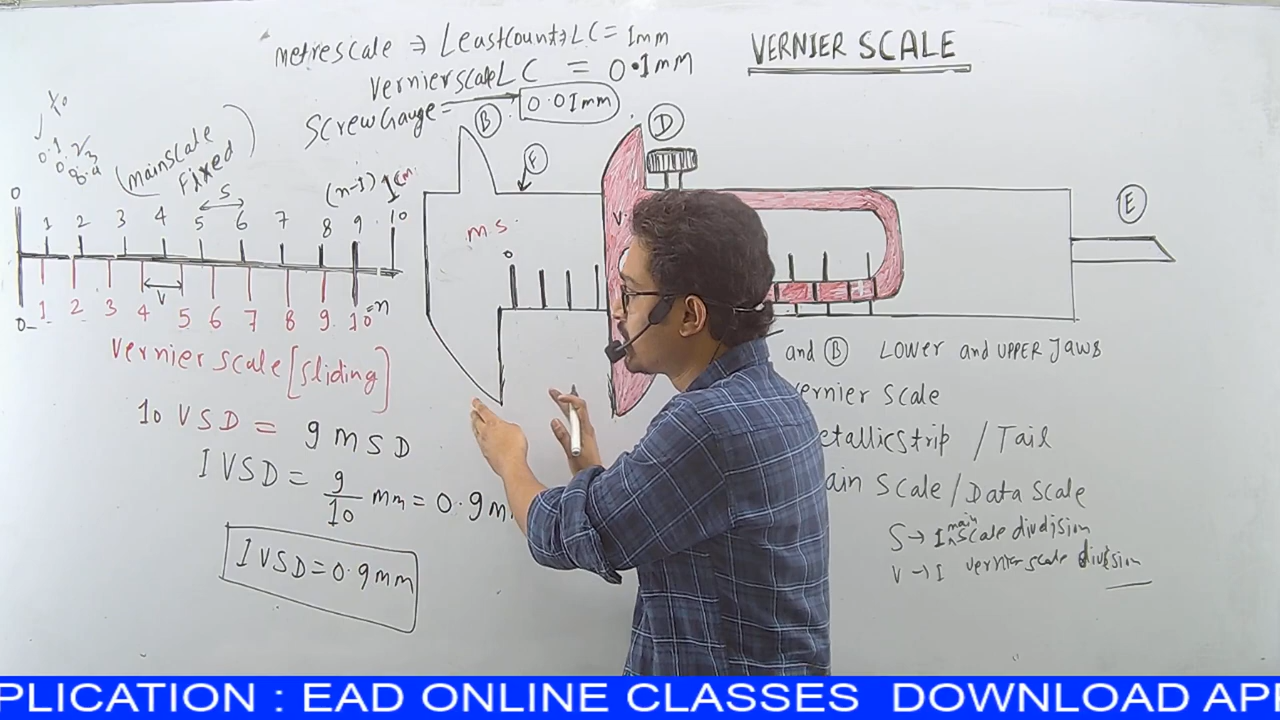 VERNIER SCALE
metrescale ⇒ Least Count ⇒ LC = 1mm
Vernier scale LC = 0.1mm
Screw Gauge = 0.01mm
B
D
F
E
(main scale
Fixed)
S
(n-1)
1cm
0 1 2 3 4 5 6 7 8 9 10
0 1 2 3 4 5 6 7 8 9 10 =n
V
m.s.
0
Vernier scale [sliding]
10 VSD = 9 MSD
1 VSD = 9/10 mm = 0.9m
1 VSD = 0.9mm
and B LOWER and UPPER JAWS
ernier scale
etallic strip / Tail
ain scale / Data scale
S → 1 main scale division
V → 1 vernier scale division
PLICATION : EAD ONLINE CLASSES DOWNLOAD APP